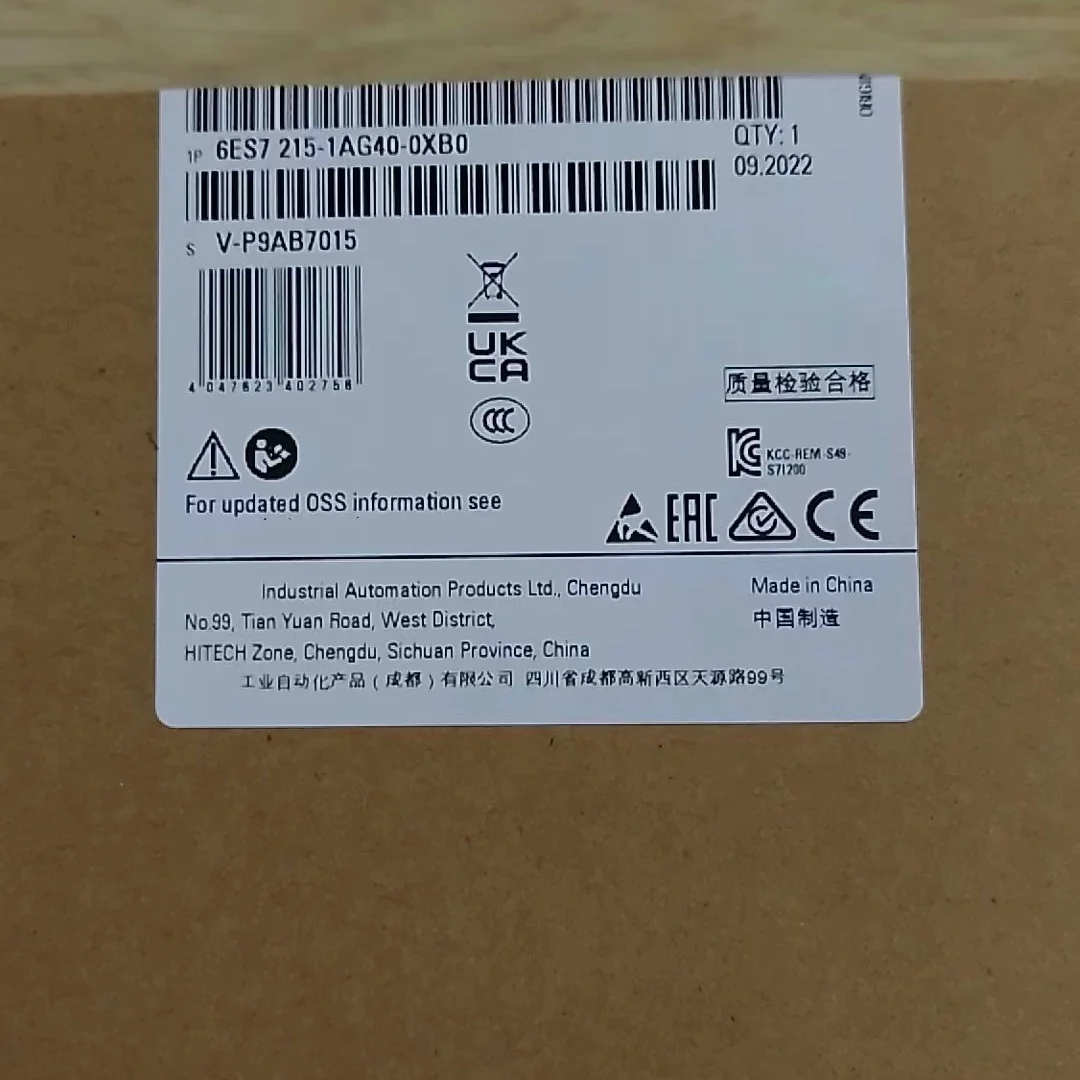 1P 6ES7 215-1AG40-0XB0
QTY: 1
09.2022
S V-P9AB7015
4 047623 402756
UK
CA
CCC
质量检验合格
KCC-REM-S49-
S71200
For updated OSS information see
EAC
CE
Industrial Automation Products Ltd., Chengdu
Made in China
No.99, Tian Yuan Road, West District,
中国制造
HITECH Zone, Chengdu, Sichuan Province, China
工业自动化产品(成都)有限公司 四川省成都高新西区天源路99号